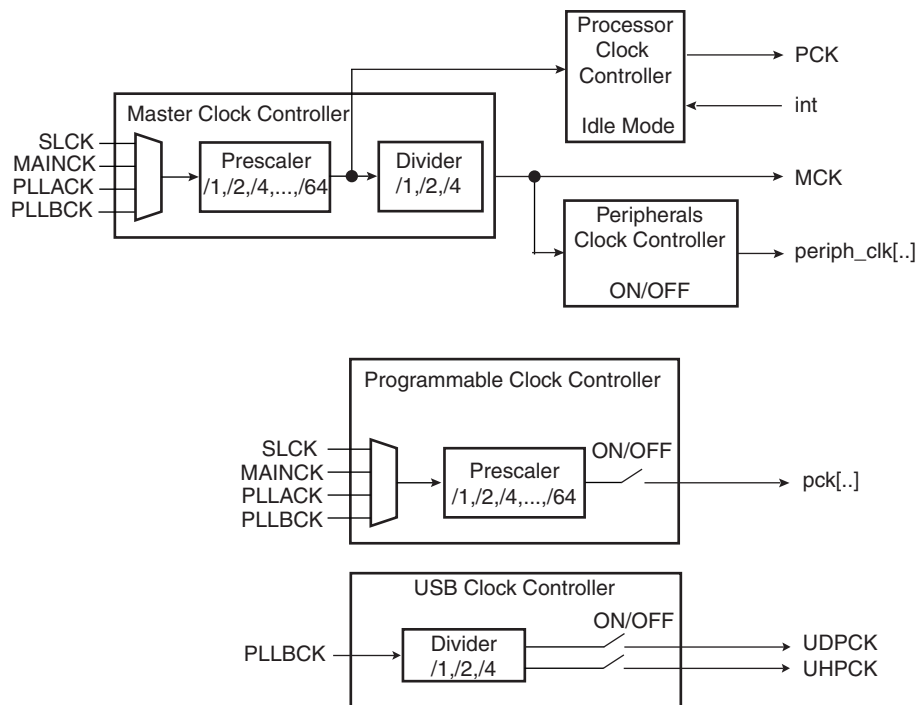 Processor
Clock
Controller
Idle Mode
PCK
int
Master Clock Controller
SLCK
MAINCK
PLLACK
PLLBCK
Prescaler
/1,/2,/4,...,/64
Divider
/1,/2,/4
MCK
Peripherals
Clock Controller
ON/OFF
periph_clk[..]
Programmable Clock Controller
SLCK
MAINCK
PLLACK
PLLBCK
Prescaler
/1,/2,/4,...,/64
ON/OFF
pck[..]
USB Clock Controller
PLLBCK
Divider
/1,/2,/4
ON/OFF
UDPCK
UHPCK